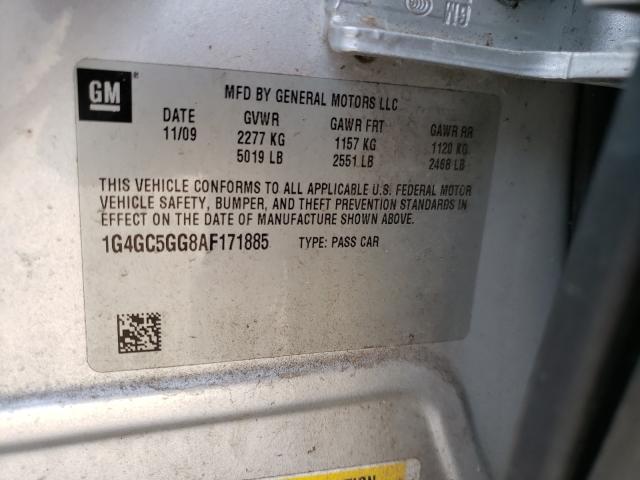 GM
MFD BY GENERAL MOTORS LLC
DATE GVWR GAWR FRT GAWR RR
11/09 2277 KG 1157 KG 1120 KG
5019 LB 2551 LB 2468 LB
THIS VEHICLE CONFORMS TO ALL APPLICABLE U.S. FEDERAL MOTOR
VEHICLE SAFETY, BUMPER, AND THEFT PREVENTION STANDARDS IN
EFFECT ON THE DATE OF MANUFACTURE SHOWN ABOVE.
1G4GC5GG8AF171885 TYPE: PASS CAR